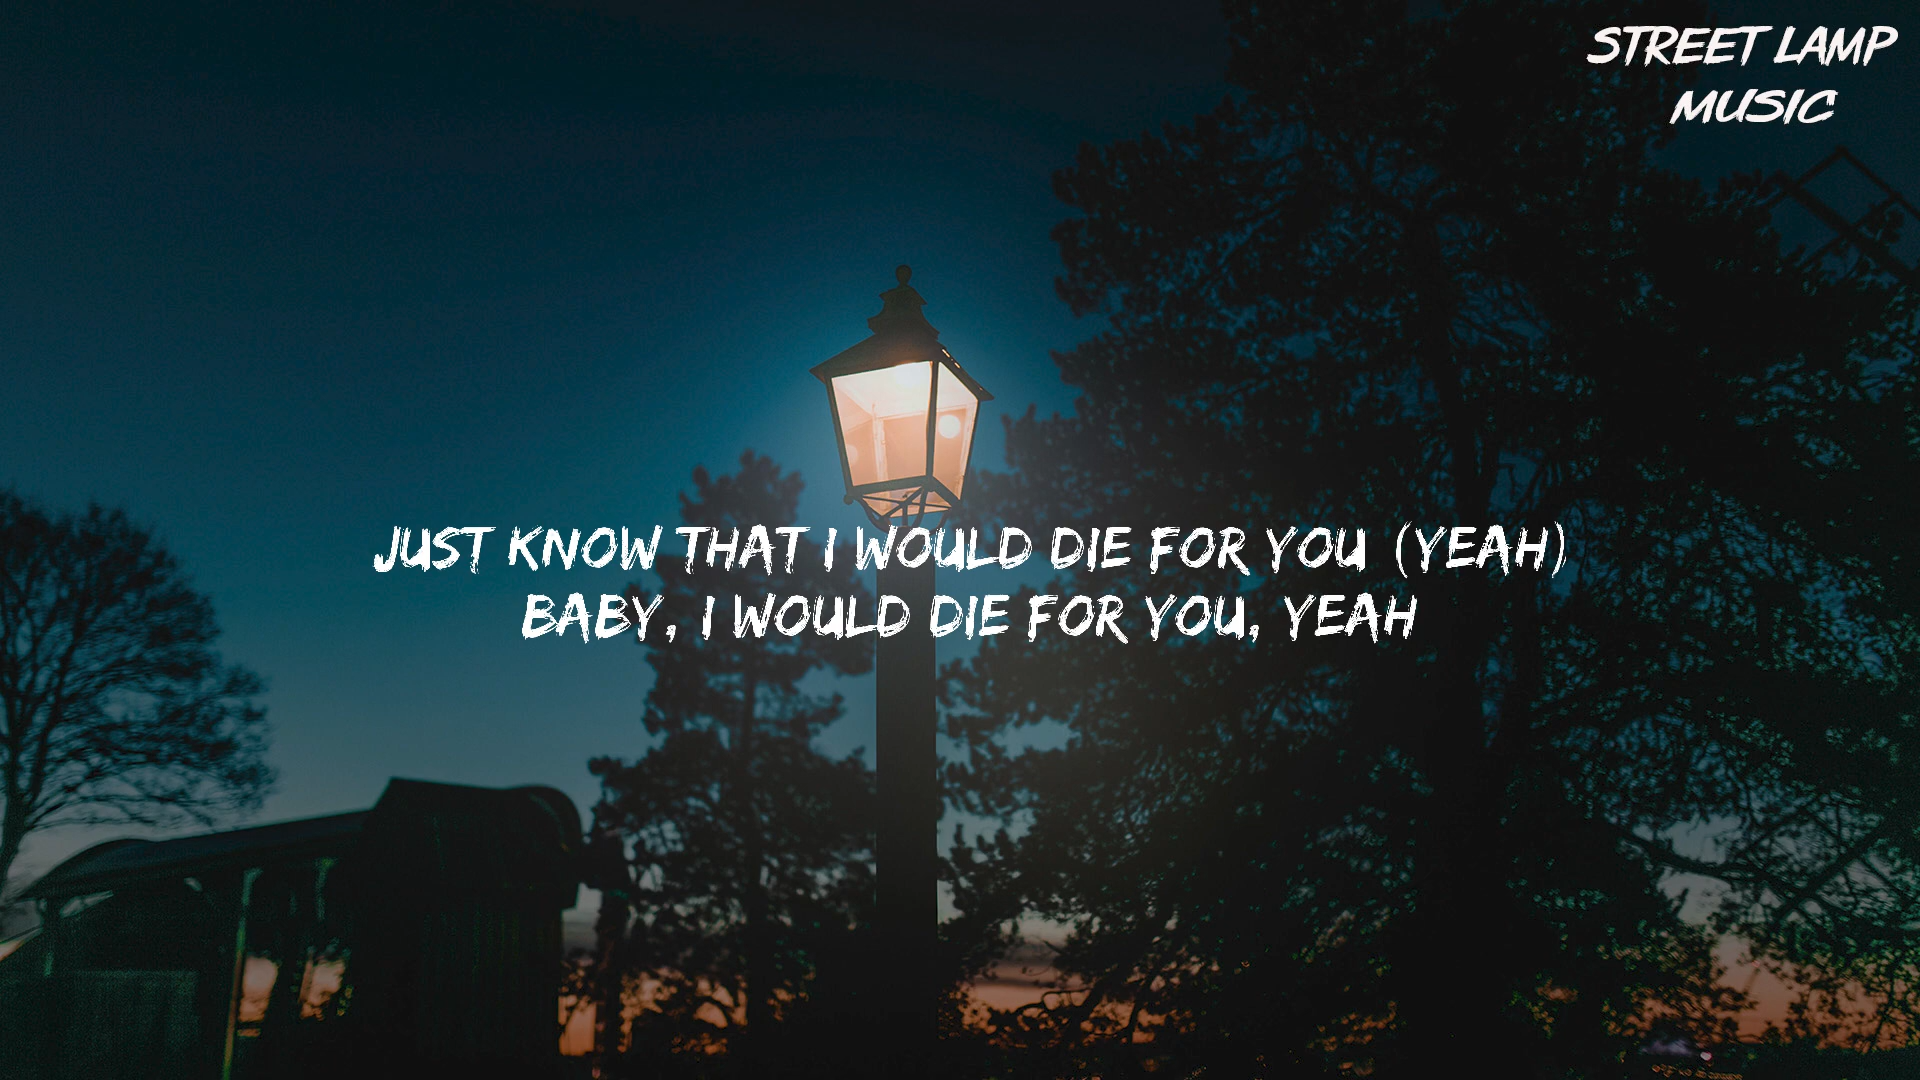 STREET LAMP
MUSIC
JUST KNOW THAT I WOULD DIE FOR YOU (YEAH)
BABY, I WOULD DIE FOR YOU, YEAH